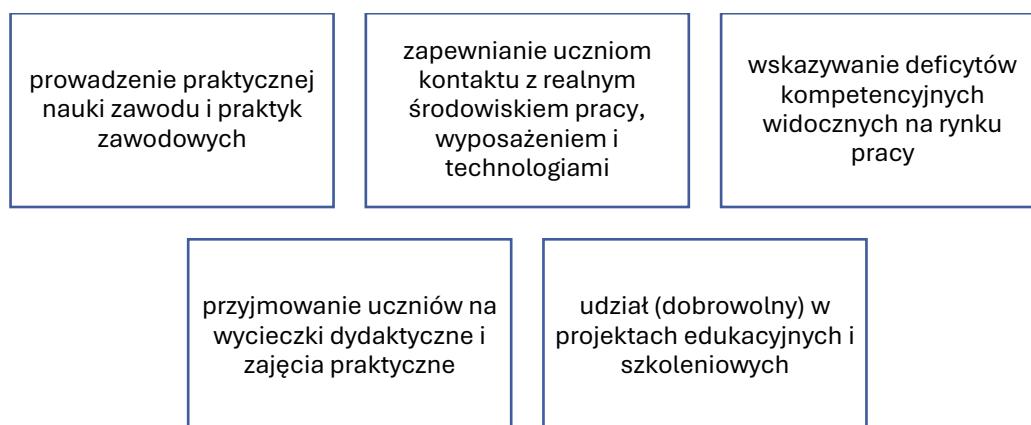 prowadzenie praktycznej
nauki zawodu i praktyk
zawodowych
zapewnianie uczniom
kontaktu z realnym
środowiskiem pracy,
wyposażeniem i
technologiami
wskazywanie deficytów
kompetencyjnych
widocznych na rynku
pracy
przyjmowanie uczniów na
wycieczki dydaktyczne i
zajęcia praktyczne
udział (dobrowolny) w
projektach edukacyjnych i
szkoleniowych